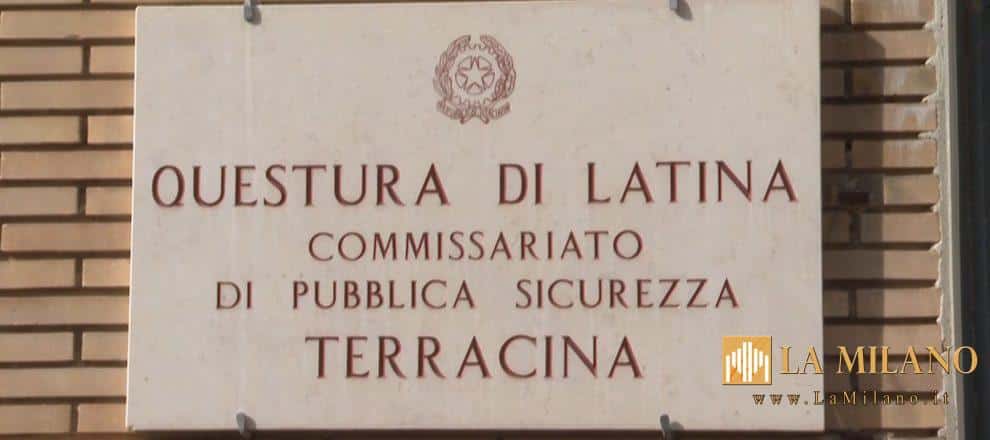 QUESTURA DI LATINA
COMMISSARIATO
DI PUBBLICA SICUREZZA
TERRACINA
LA MILANO
www.LaMilano.it